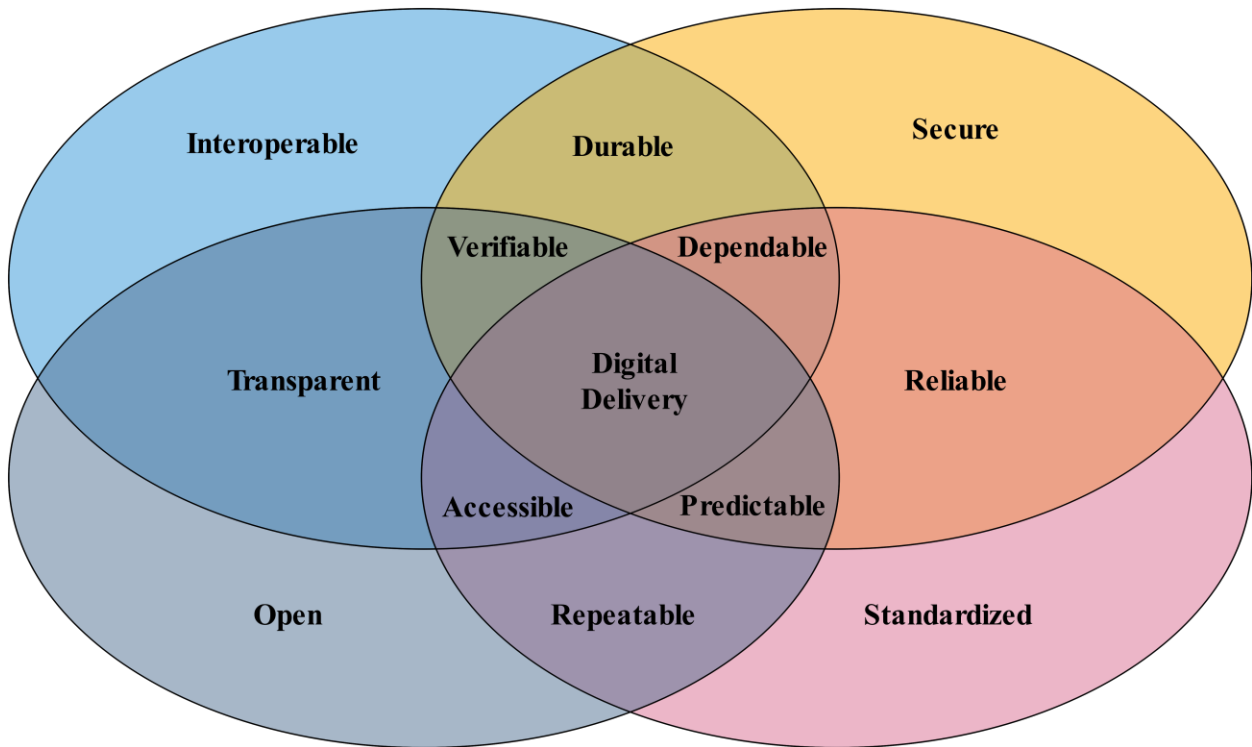 Interoperable
Durable
Secure
Verifiable
Dependable
Transparent
Digital
Delivery
Reliable
Accessible
Predictable
Open
Repeatable
Standardized